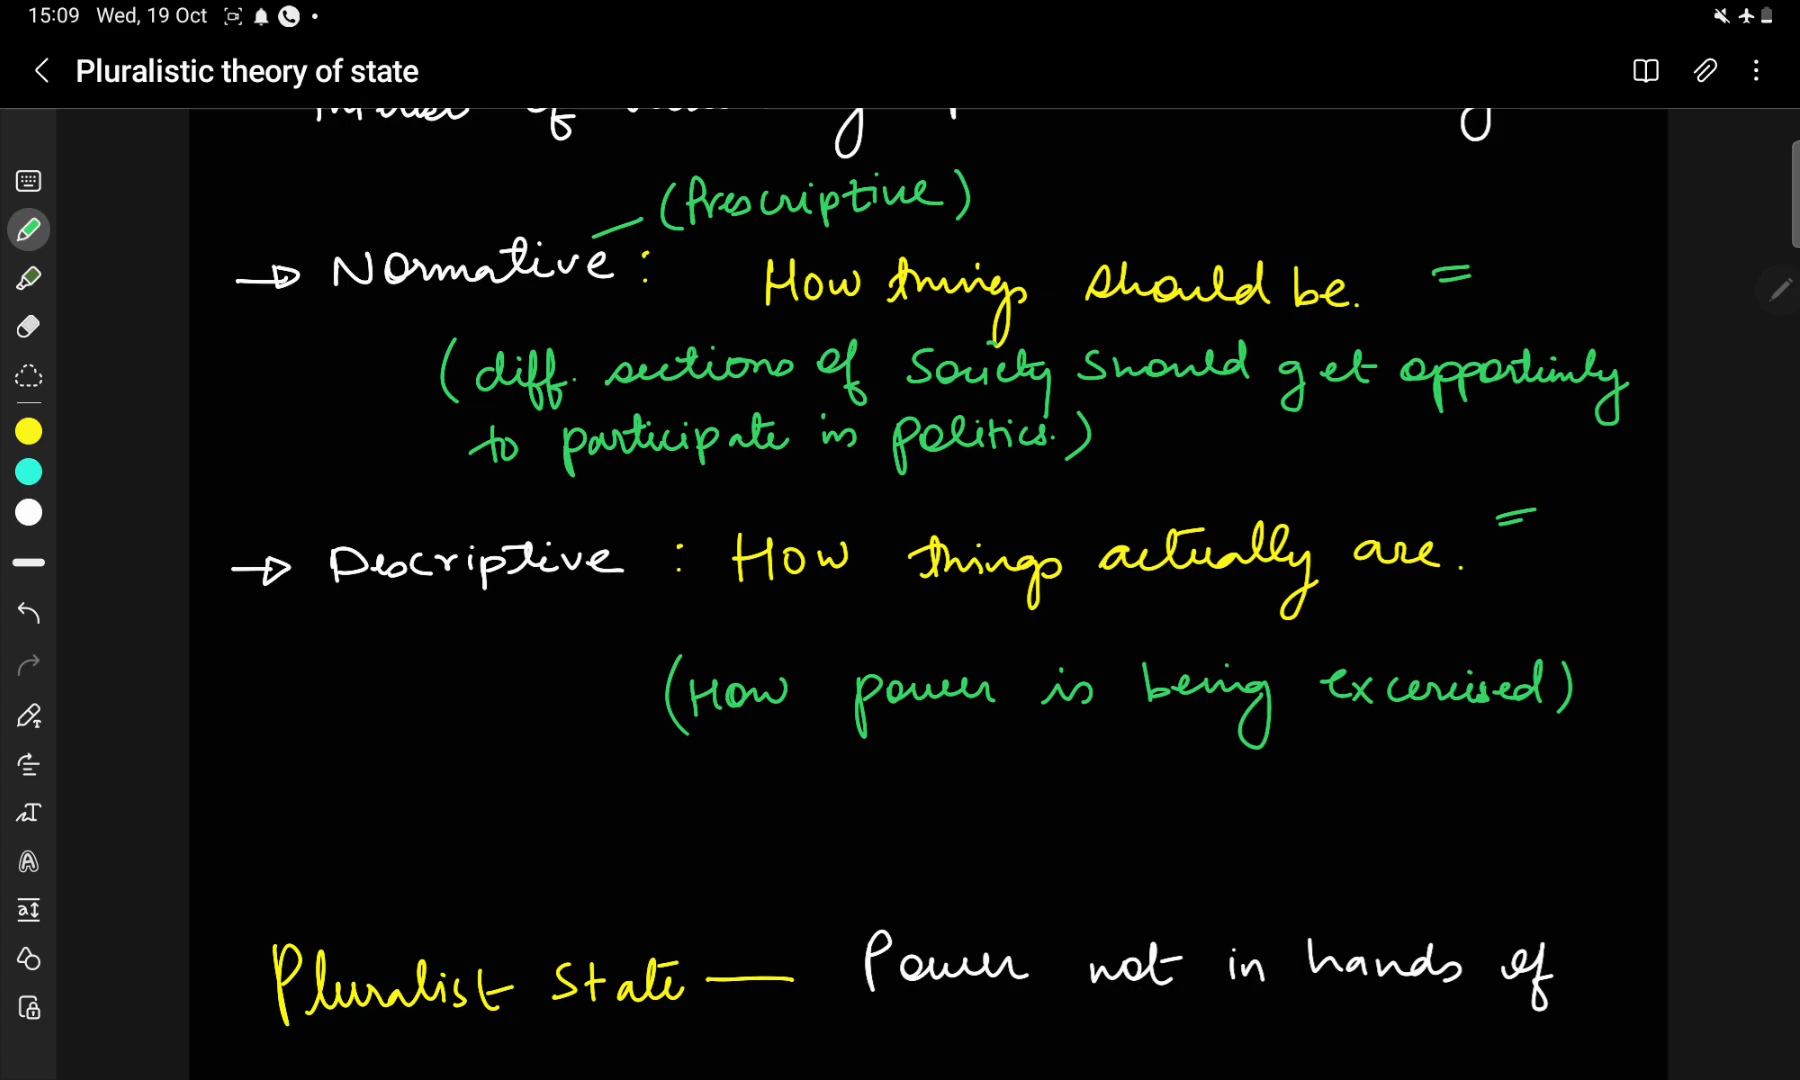 15:09 Wed, 19 Oct
Pluralistic theory of state
of
(Prescriptive)
→ Normative : How things should be. =
(diff. sections of society should get opportunity
to participate in politics.)
→ Descriptive : How things actually are. =
(How power is being excercised)
Pluralist State — Power not in hands of